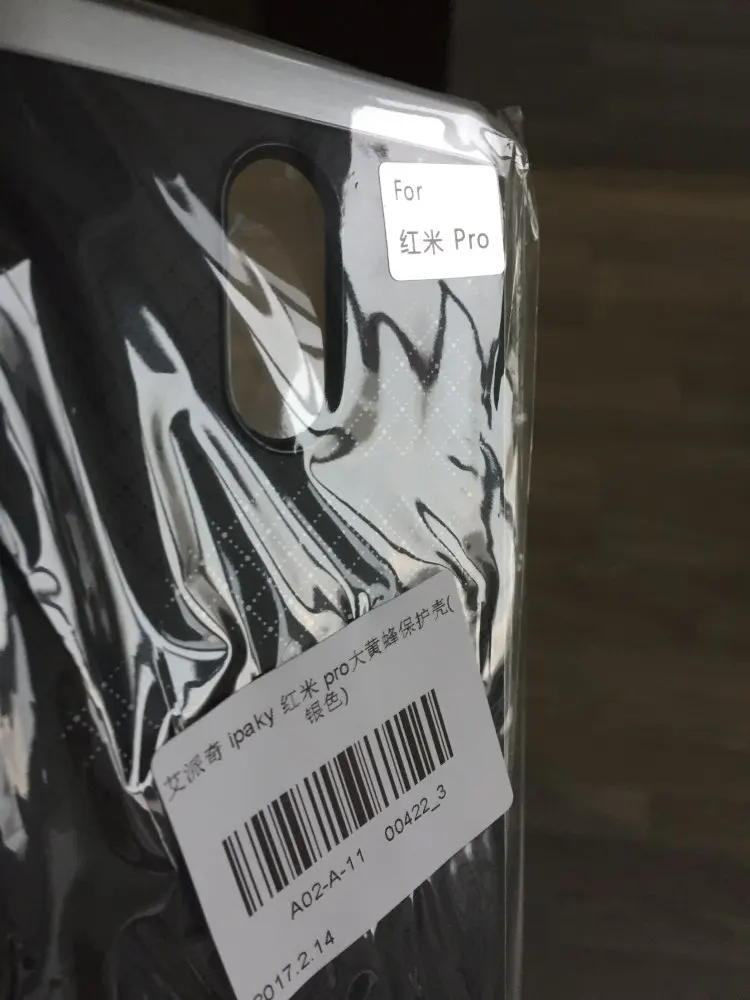 For
红米 Pro
艾派奇 ipaky 红米 pro大黄蜂保护壳(
银色)
A02-A-11 00422_3
2017.2.14